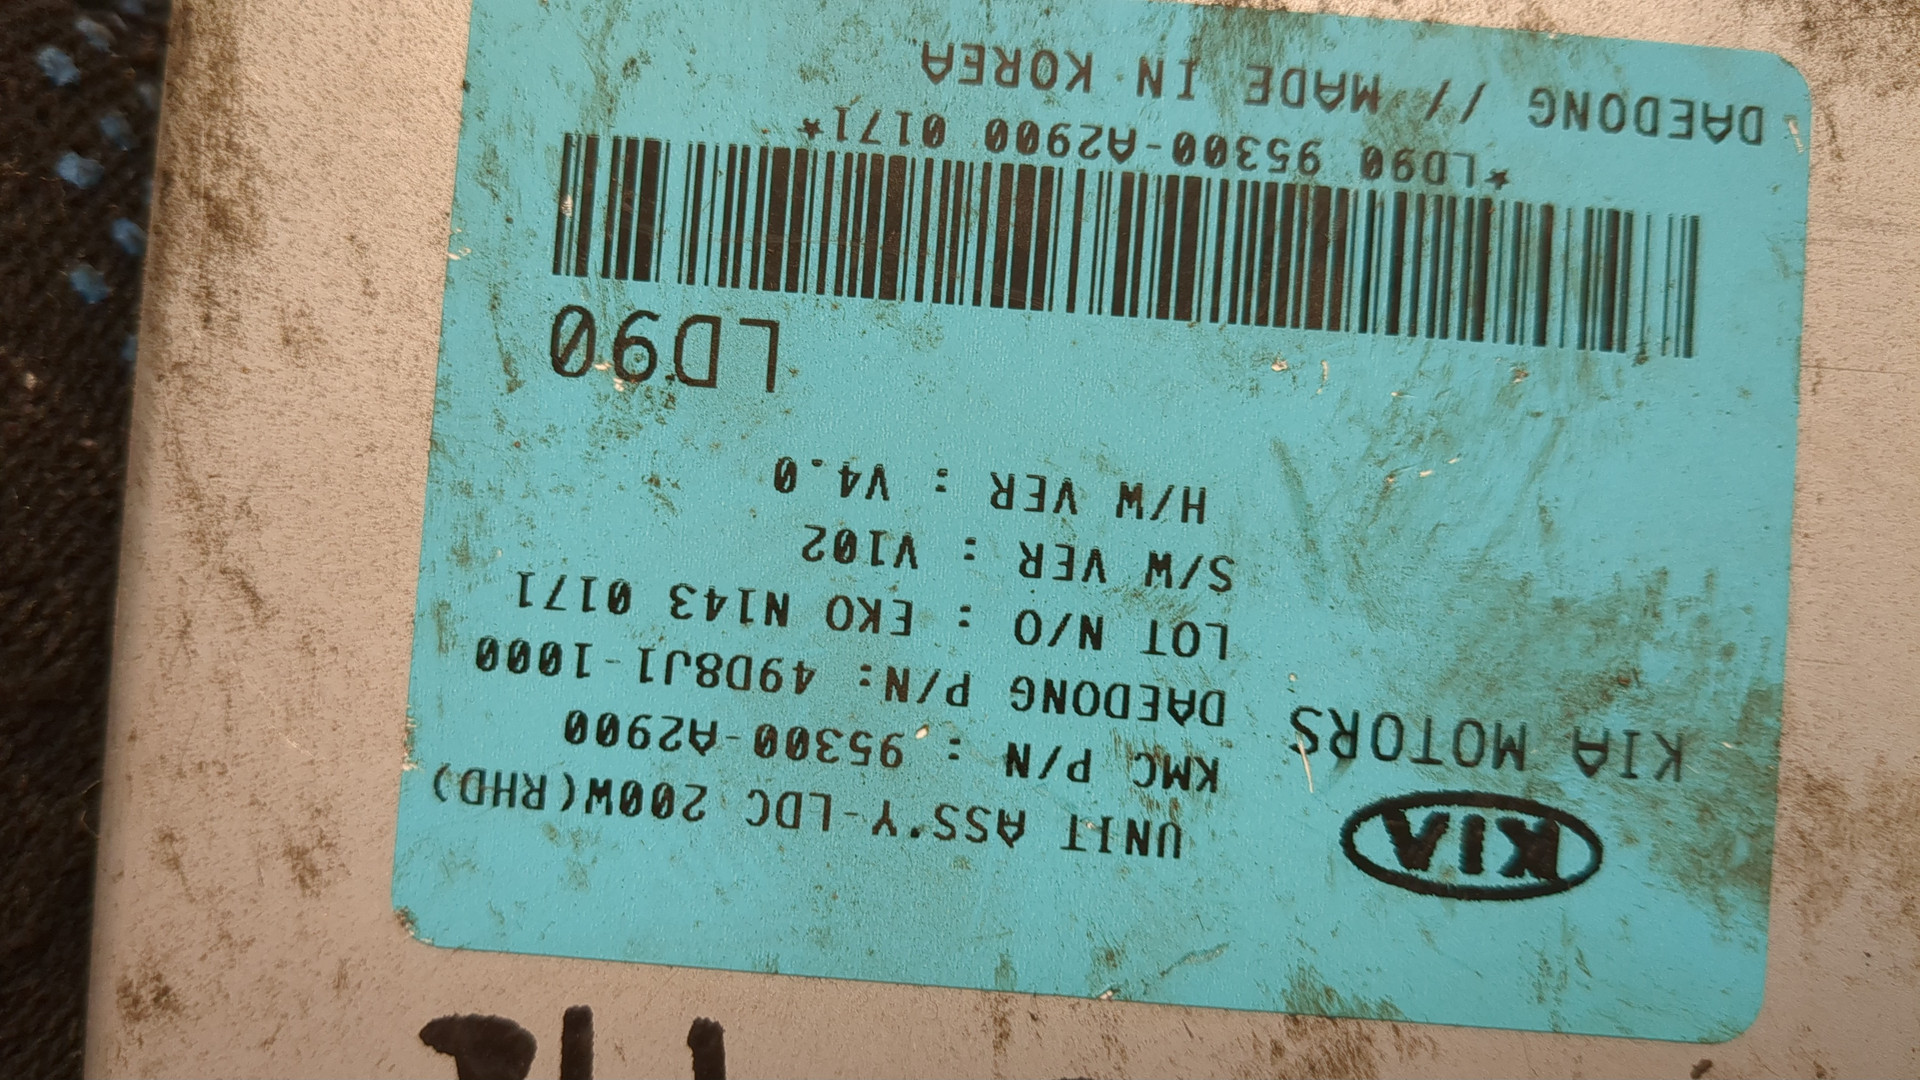 KIA
KIA MOTORS
UNIT ASS'Y-LDC 200W(RHD)
KMC P/N : 95300-A2900
DAEDONG P/N: 49D8J1-1000
LOT N/O : EKO N143 0171
S/W VER : V102
H/W VER : V4.0
LD90
*LD90 95300-A2900 0171*
DAEDONG // MADE IN KOREA